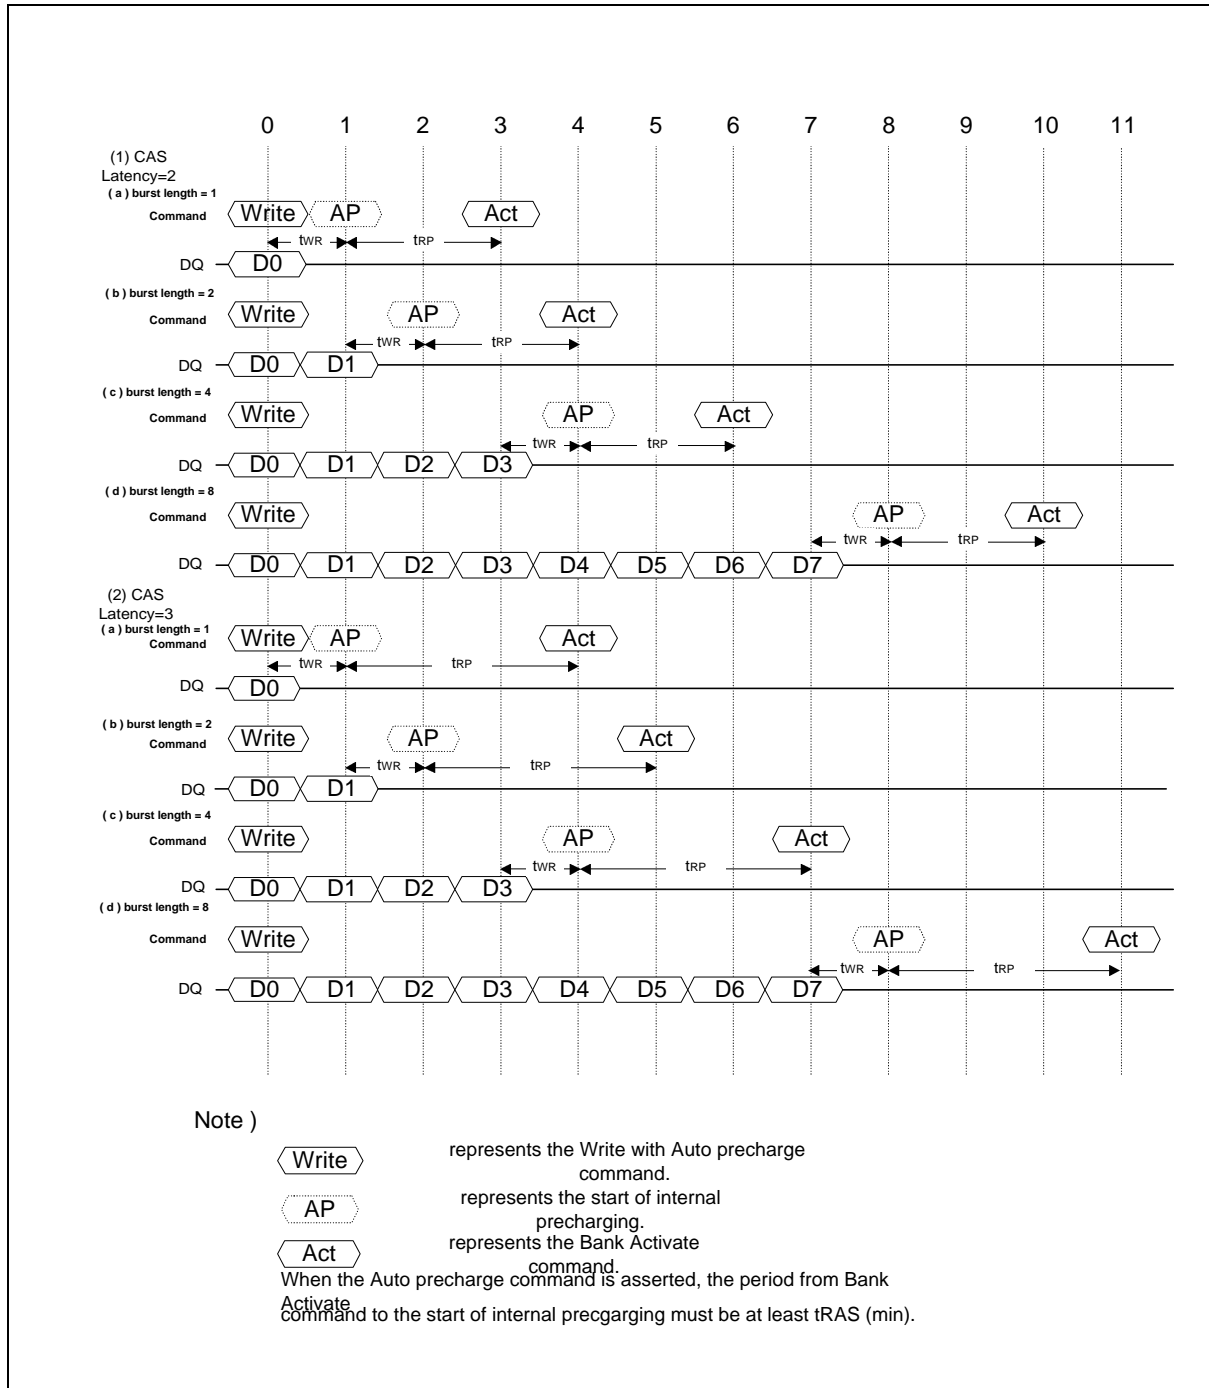 0 1 2 3 4 5 6 7 8 9 10 11
(1) CAS
Latency=2
( a ) burst length = 1
Command Write AP Act
tWR tRP
DQ D0
( b ) burst length = 2
Command Write AP Act
tWR tRP
DQ D0 D1
( c ) burst length = 4
Command Write AP Act
tWR tRP
DQ D0 D1 D2 D3
( d ) burst length = 8
Command Write AP Act
tWR tRP
DQ D0 D1 D2 D3 D4 D5 D6 D7
(2) CAS
Latency=3
( a ) burst length = 1
Command Write AP Act
tWR tRP
DQ D0
( b ) burst length = 2
Command Write AP Act
tWR tRP
DQ D0 D1
( c ) burst length = 4
Command Write AP Act
tWR tRP
DQ D0 D1 D2 D3
( d ) burst length = 8
Command Write AP Act
tWR tRP
DQ D0 D1 D2 D3 D4 D5 D6 D7
Note )
Write represents the Write with Auto precharge
command.
AP represents the start of internal
precharging.
Act represents the Bank Activate
command.
When the Auto precharge command is asserted, the period from Bank
Activate
command to the start of internal precgarging must be at least tRAS (min).